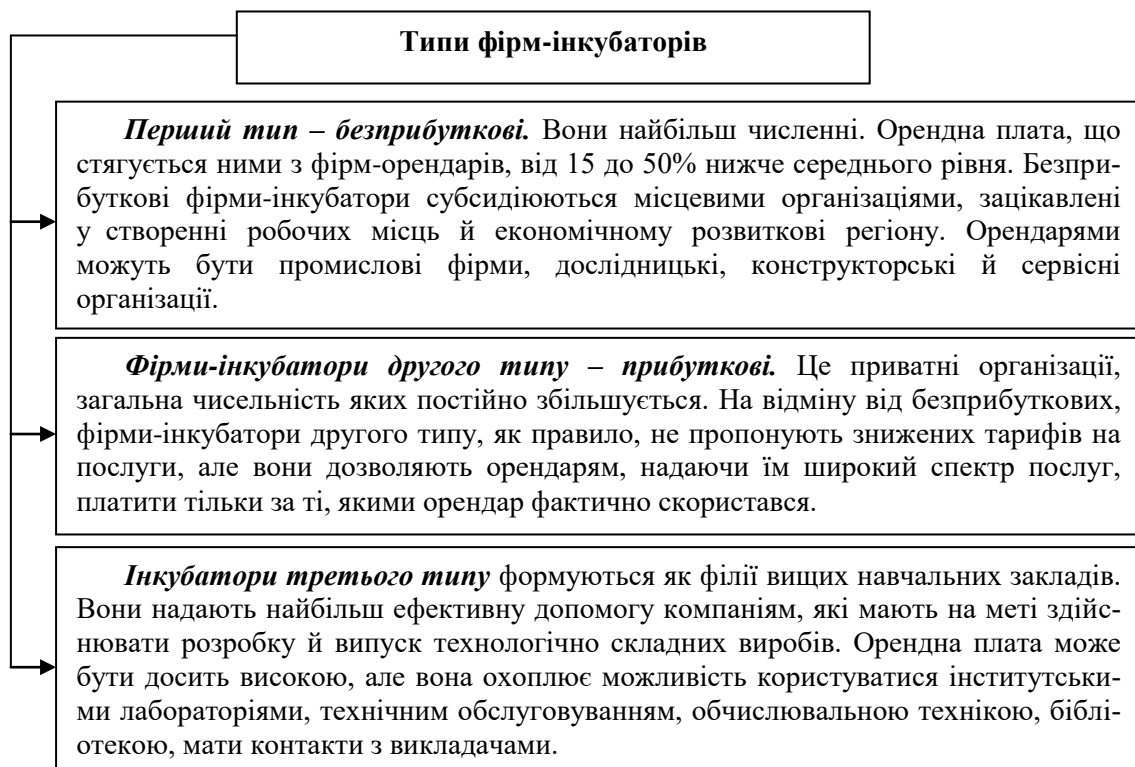 Типи фірм-інкубаторів
Перший тип – безприбуткові. Вони найбільш численні. Орендна плата, що
стягується ними з фірм-орендарів, від 15 до 50% нижче середнього рівня. Безпри-
буткові фірми-інкубатори субсидіюються місцевими організаціями, зацікавлені
у створенні робочих місць й економічному розвиткові регіону. Орендарями
можуть бути промислові фірми, дослідницькі, конструкторські й сервісні
організації.
Фірми-інкубатори другого типу – прибуткові. Це приватні організації,
загальна чисельність яких постійно збільшується. На відміну від безприбуткових,
фірми-інкубатори другого типу, як правило, не пропонують знижених тарифів на
послуги, але вони дозволяють орендарям, надаючи їм широкий спектр послуг,
платити тільки за ті, якими орендар фактично скористався.
Інкубатори третього типу формуються як філії вищих навчальних закладів.
Вони надають найбільш ефективну допомогу компаніям, які мають на меті здійс-
нювати розробку й випуск технологічно складних виробів. Орендна плата може
бути досить високою, але вона охоплює можливість користуватися інститутськи-
ми лабораторіями, технічним обслуговуванням, обчислювальною технікою, біблі-
отекою, мати контакти з викладачами.